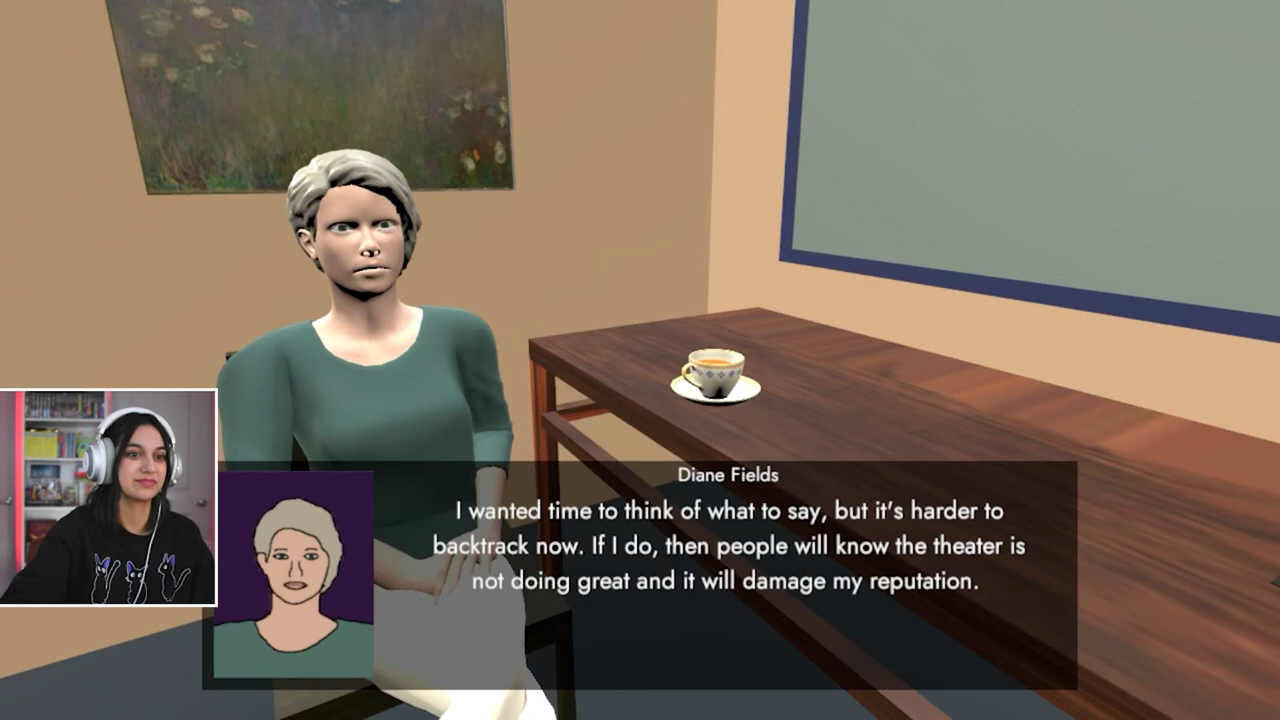 Diane Fields
I wanted time to think of what to say, but it's harder to
backtrack now. If I do, then people will know the theater is
not doing great and it will damage my reputation.